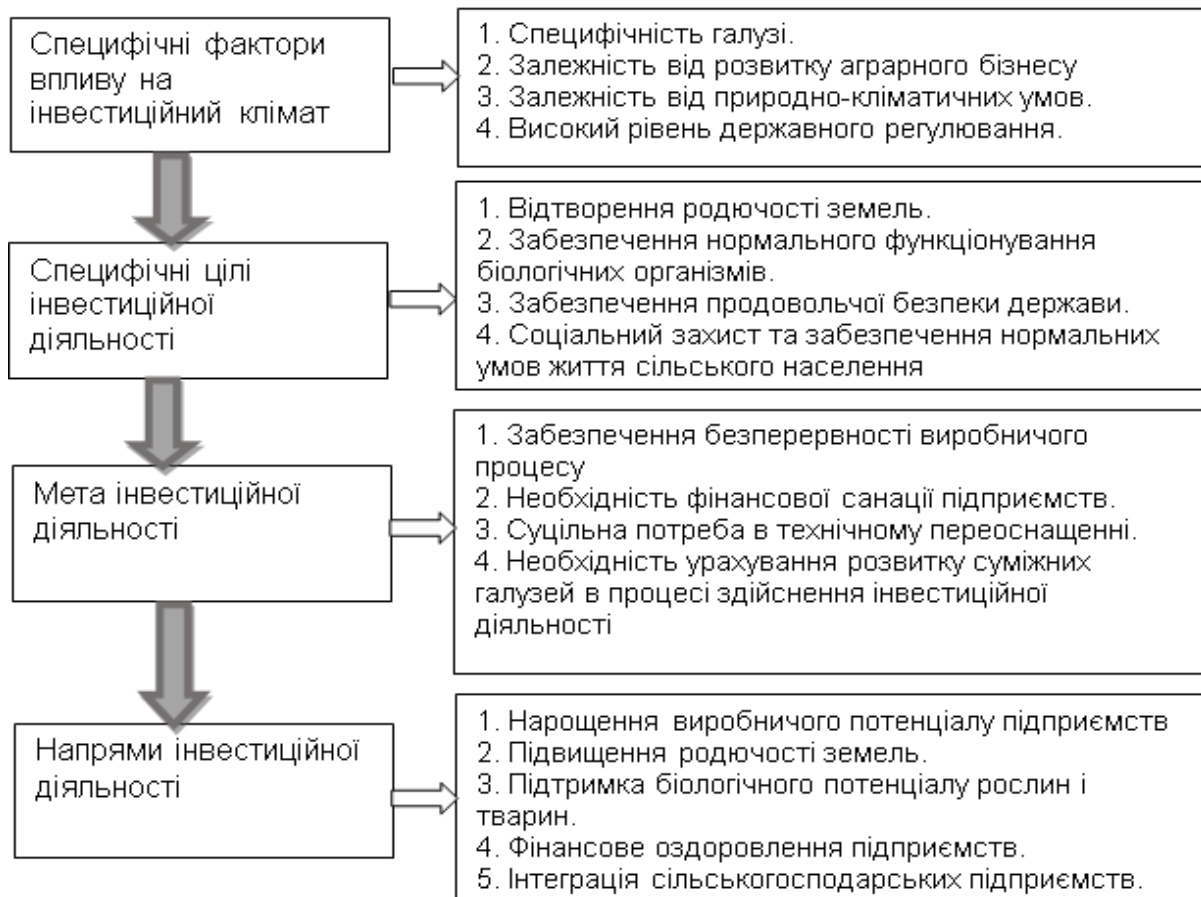 Специфічні фактори
впливу на
інвестиційний клімат
1. Специфічність галузі.
2. Залежність від розвитку аграрного бізнесу
3. Залежність від природно-кліматичних умов.
4. Високий рівень державного регулювання.
Специфічні цілі
інвестиційної
діяльності
1. Відтворення родючості земель.
2. Забезпечення нормального функціонування
біологічних організмів.
3. Забезпечення продовольчої безпеки держави.
4. Соціальний захист та забезпечення нормальних
умов життя сільського населення
Мета інвестиційної
діяльності
1. Забезпечення безперервності виробничого
процесу
2. Необхідність фінансової санації підприємств.
3. Суцільна потреба в технічному переоснащенні.
4. Необхідність урахування розвитку суміжних
галузей в процесі здійснення інвестиційної
діяльності
Напрями інвестиційної
діяльності
1. Нарощення виробничого потенціалу підприємств
2. Підвищення родючості земель.
3. Підтримка біологічного потенціалу рослин і
тварин.
4. Фінансове оздоровлення підприємств.
5. Інтеграція сільськогосподарських підприємств.